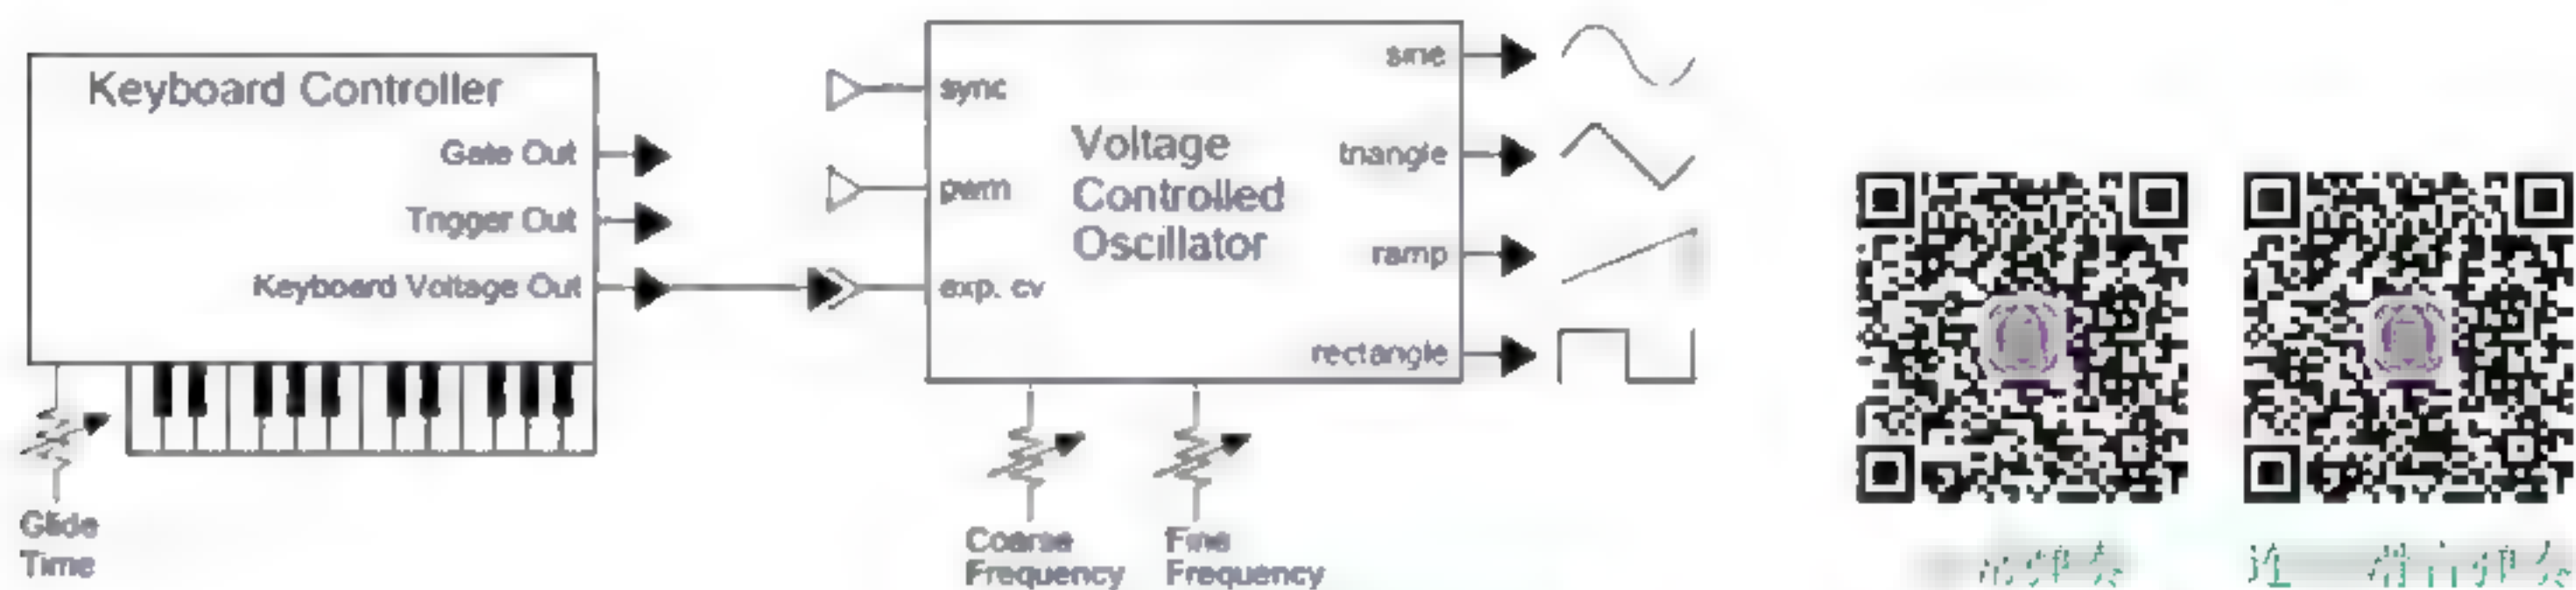 Keyboard Controller
Gate Out
Trigger Out
Keyboard Voltage Out
Glide
Time
sync
pwm
exp. cv
Voltage
Controlled
Oscillator
sine
triangle
ramp
rectangle
Coarse
Frequency
Fine
Frequency